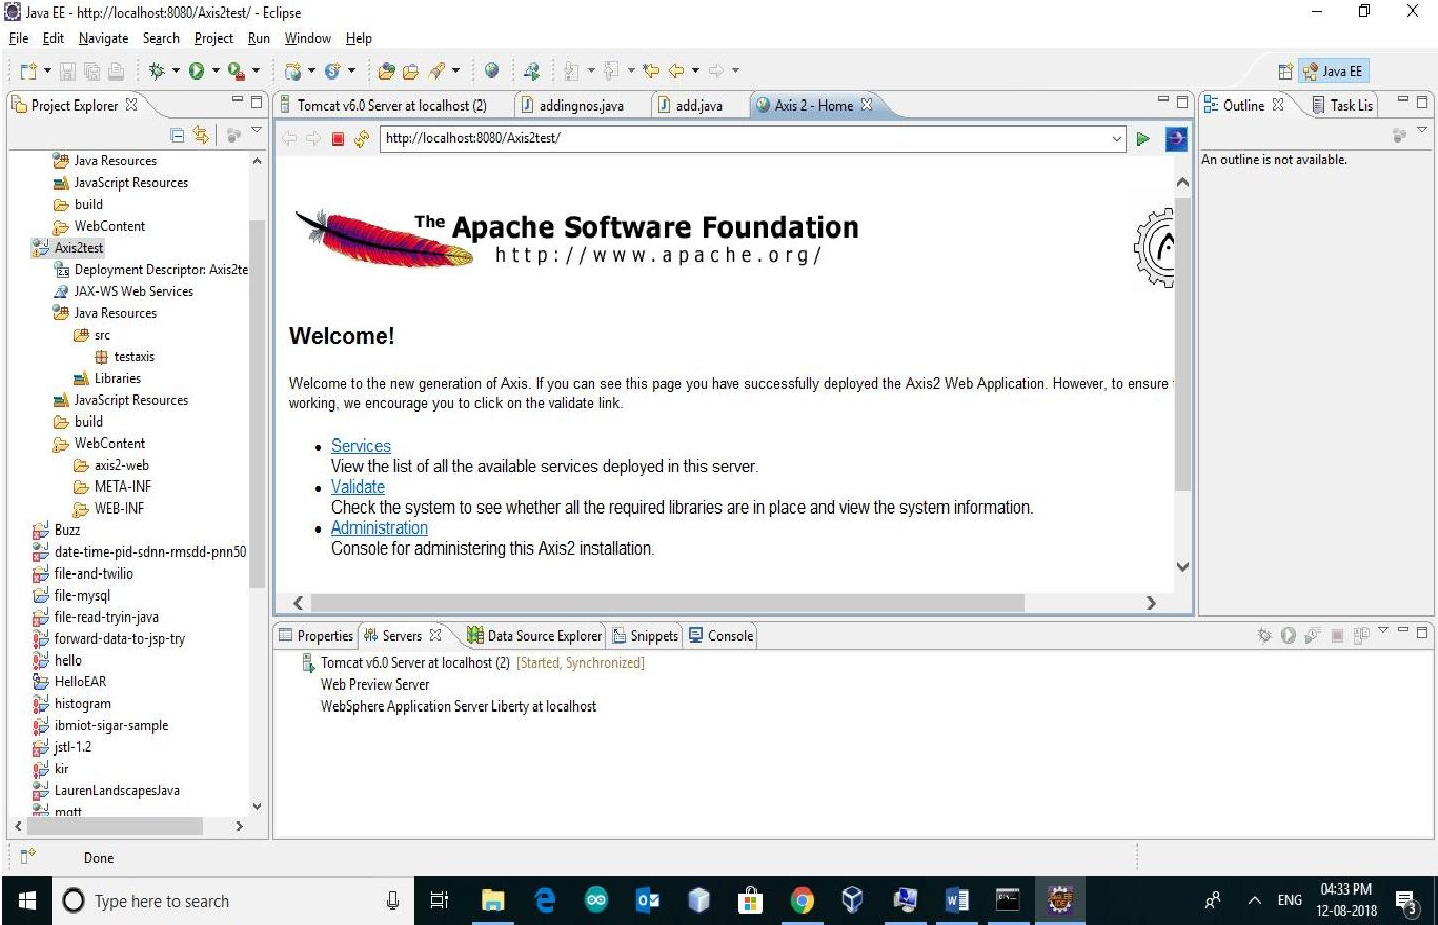 Java EE - http://localhost:8080/Axis2test/ - Eclipse
File Edit Navigate Search Project Run Window Help
Java EE
Project Explorer
Tomcat v6.0 Server at localhost (2) addingnos.java add.java Axis 2 - Home
Outline Task Lis
http://localhost:8080/Axis2test/
An outline is not available.
Java Resources
JavaScript Resources
build
WebContent
Axis2test
Deployment Descriptor: Axis2te
JAX-WS Web Services
Java Resources
src
testaxis
Libraries
JavaScript Resources
build
WebContent
axis2-web
META-INF
WEB-INF
Buzz
date-time-pid-sdnn-rmsdd-pnn50
file-and-twilio
file-mysql
file-read-tryin-java
forward-data-to-jsp-try
hello
HelloEAR
histogram
ibmiot-sigar-sample
jstl-1.2
kir
LaurenLandscapesJava
mqtt
The Apache Software Foundation
http://www.apache.org/
Welcome!
Welcome to the new generation of Axis. If you can see this page you have successfully deployed the Axis2 Web Application. However, to ensure
working, we encourage you to click on the validate link.
• Services
View the list of all the available services deployed in this server.
• Validate
Check the system to see whether all the required libraries are in place and view the system information.
• Administration
Console for administering this Axis2 installation.
Properties Servers Data Source Explorer Snippets Console
Tomcat v6.0 Server at localhost (2) [Started, Synchronized]
Web Preview Server
WebSphere Application Server Liberty at localhost
Done
Type here to search
ENG
04:33 PM
12-08-2018
3